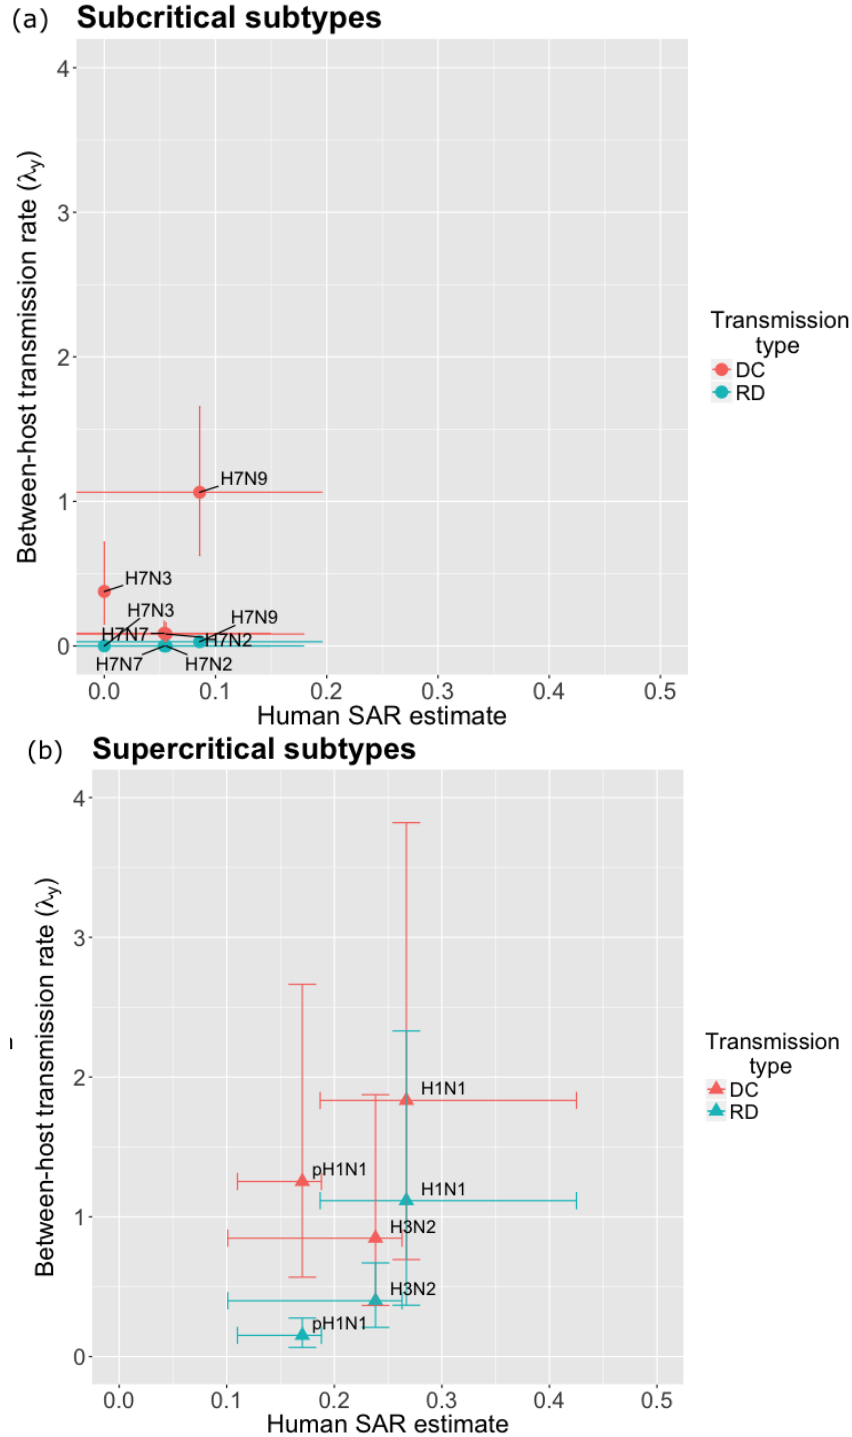 (a) Subcritical subtypes
Between-host transmission rate (λy)
4
3
2
1
0
H7N9
H7N3
H7N3
H7N9
H7N7
H7N2
H7N7
H7N2
0.0 0.1 0.2 0.3 0.4 0.5
Human SAR estimate
Transmission
type
DC
RD
(b) Supercritical subtypes
Between-host transmission rate (λy)
4
3
2
1
0
H1N1
pH1N1
H1N1
H3N2
H3N2
pH1N1
0.0 0.1 0.2 0.3 0.4 0.5
Human SAR estimate
Transmission
type
DC
RD